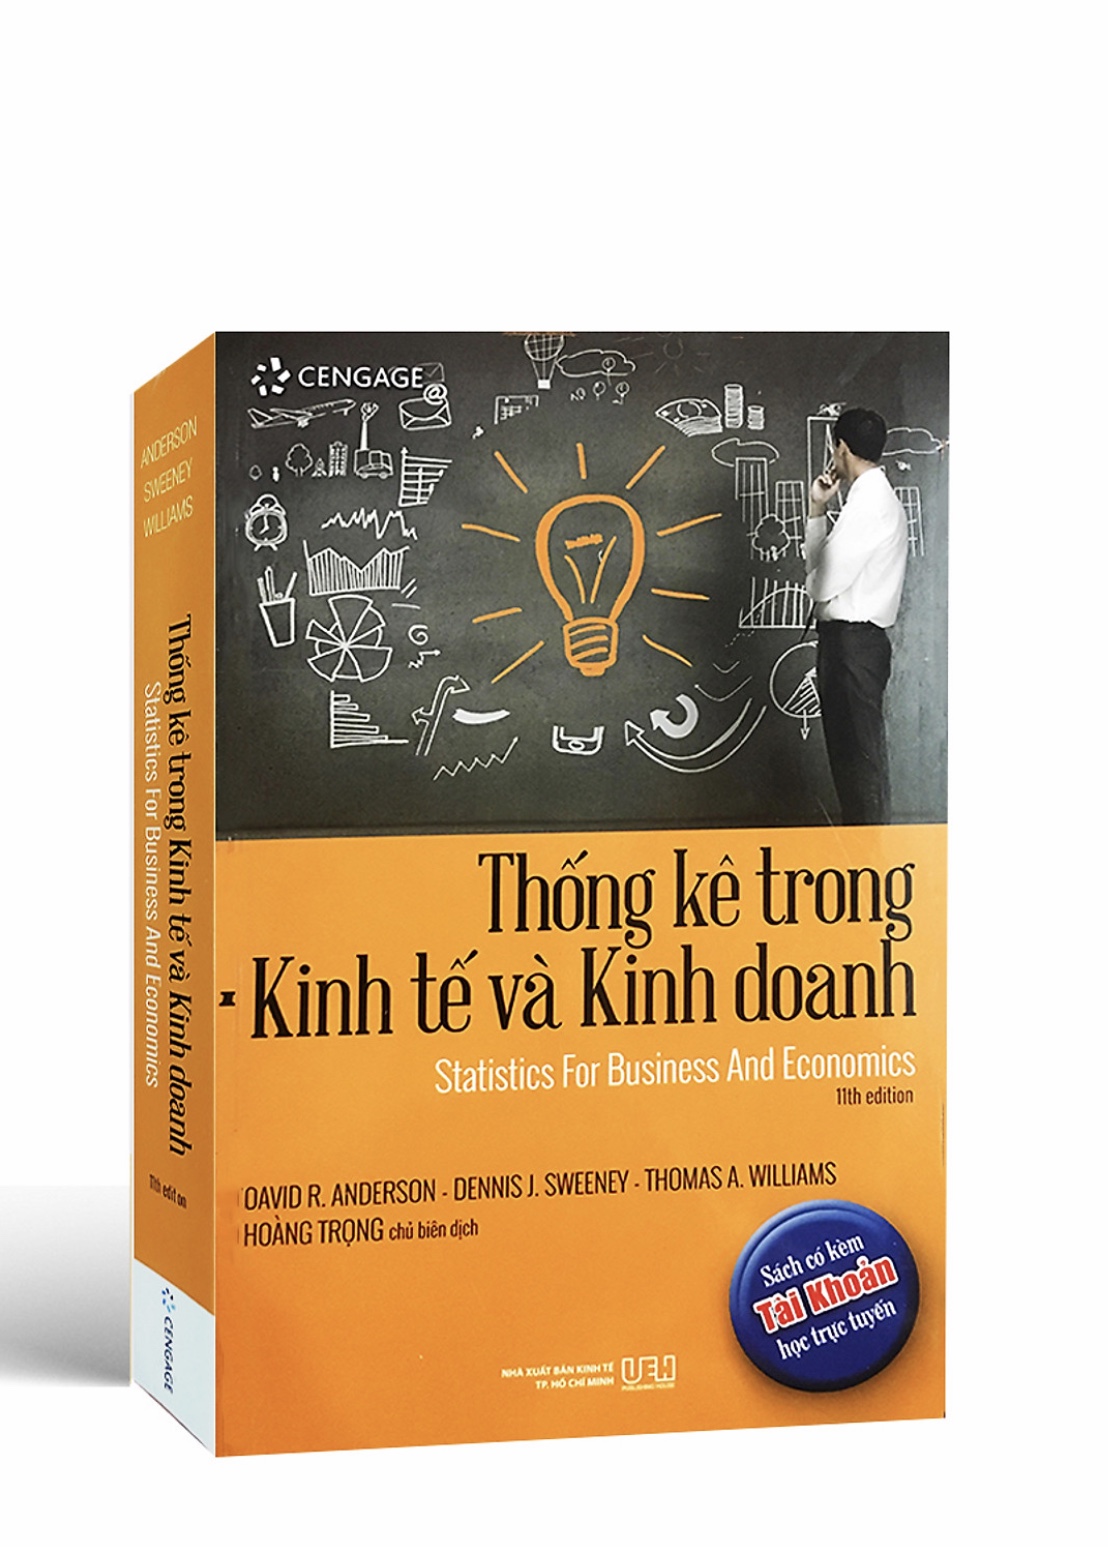 ANDERSON
SWEENEY
WILLIAMS
Thống kê trong Kinh tế và Kinh doanh
Statistics For Business And Economics
11th edition
CENGAGE
CENGAGE
Thống kê trong
Kinh tế và Kinh doanh
Statistics For Business And Economics
11th edition
DAVID R. ANDERSON - DENNIS J. SWEENEY - THOMAS A. WILLIAMS
HOÀNG TRỌNG chủ biên dịch
Sách có kèm
Tài Khoản
học trực tuyến
NHÀ XUẤT BẢN KINH TẾ
TP. HỒ CHÍ MINH
UEH
PUBLISHING HOUSE